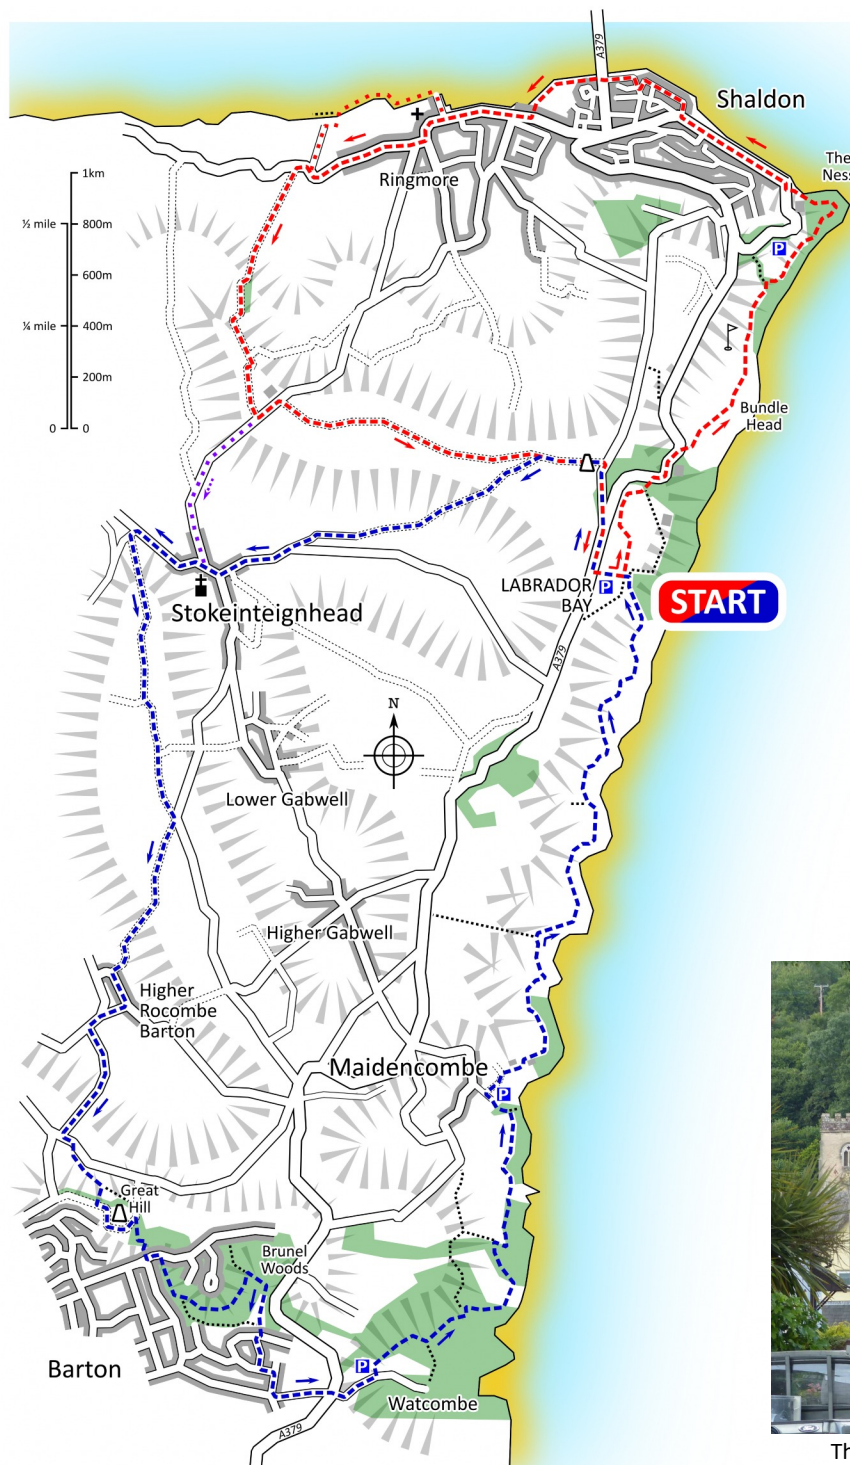 A379
Shaldon
The
Ness
Ringmore
1km
½ mile
800m
600m
¼ mile
400m
200m
0
0
P
Bundle
Head
LABRADOR
BAY
P
START
Stokeinteignhead
A379
N
Lower Gabwell
Higher Gabwell
Higher
Rocombe
Barton
Maidencombe
P
Great
Hill
Brunel
Woods
Barton
P
Watcombe
A379
Th